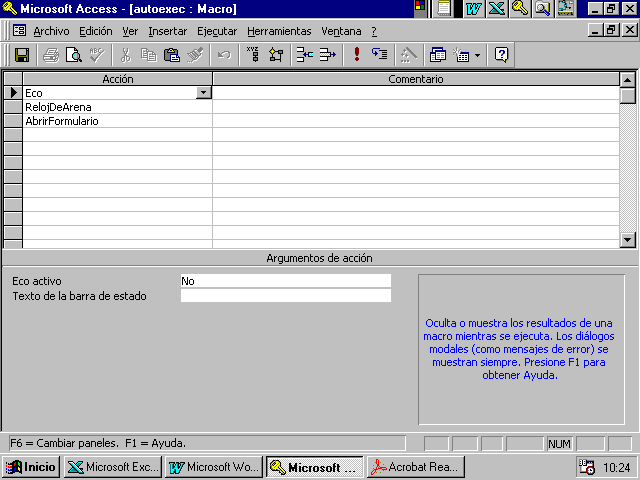 Microsoft Access - [autoexec : Macro]
Archivo Edición Ver Insertar Ejecutar Herramientas Ventana ?
Acción Comentario
Eco
RelojDeArena
AbrirFormulario
Argumentos de acción
Eco activo No
Texto de la barra de estado
Oculta o muestra los resultados de una
macro mientras se ejecuta. Los diálogos
modales (como mensajes de error) se
muestran siempre. Presione F1 para
obtener Ayuda.
F6 = Cambiar paneles. F1 = Ayuda. NUM
Inicio Microsoft Exc... Microsoft Wo... Microsoft ... Acrobat Rea... 10:24